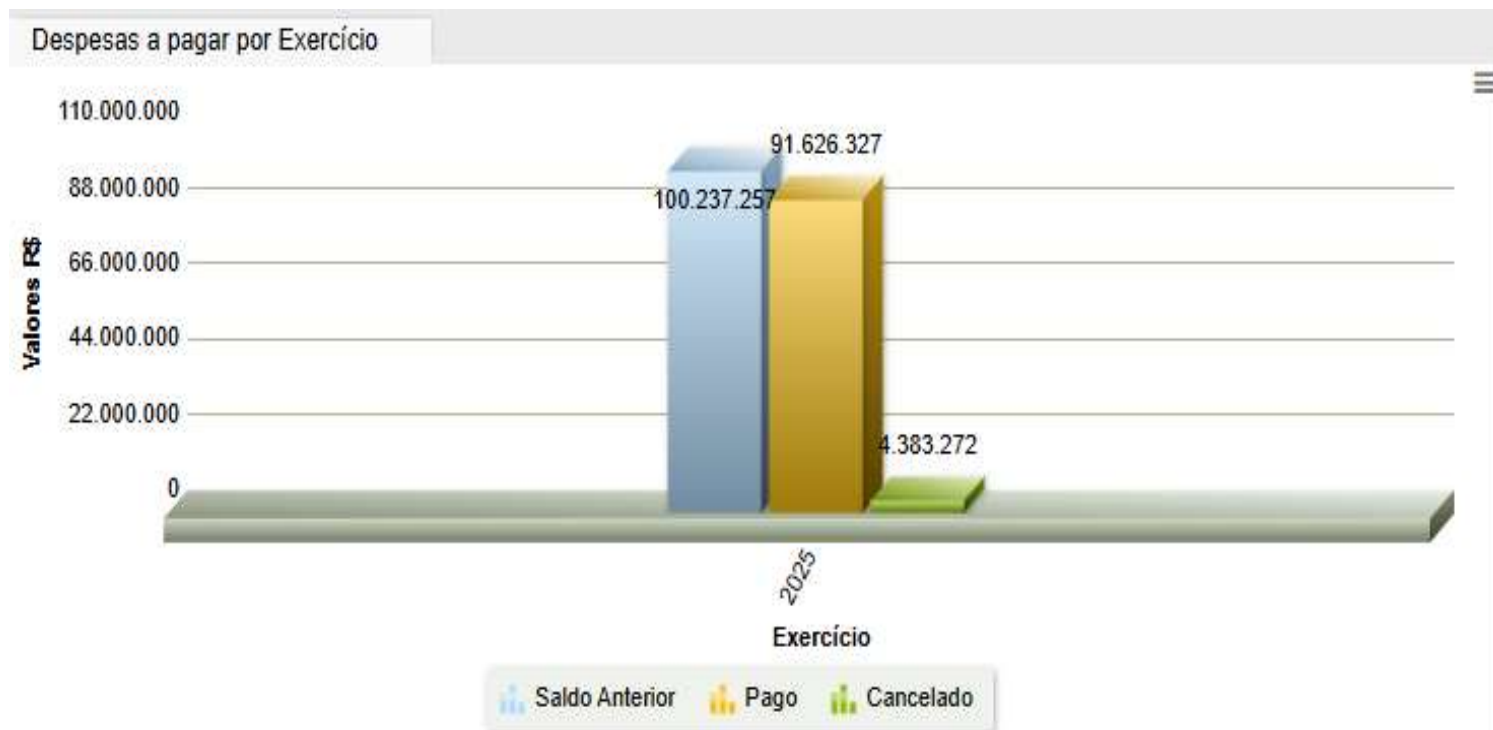 Despesas a pagar por Exercício
110.000.000
91.626.327
88.000.000
100.237.257
66.000.000
Valores R$
44.000.000
22.000.000
4.383.272
0
2025
Exercício
Saldo Anterior Pago Cancelado